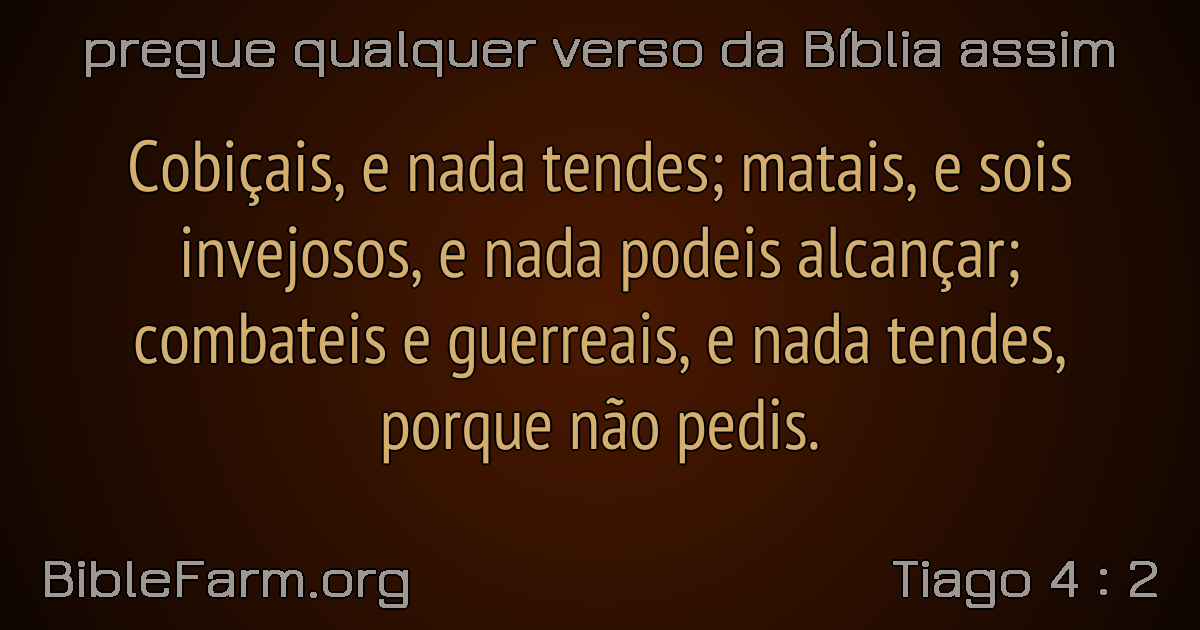 pregue qualquer verso da Bíblia assim
Cobiçais, e nada tendes; matais, e sois
invejosos, e nada podeis alcançar;
combateis e guerreais, e nada tendes,
porque não pedis.
BibleFarm.org
Tiago 4 : 2